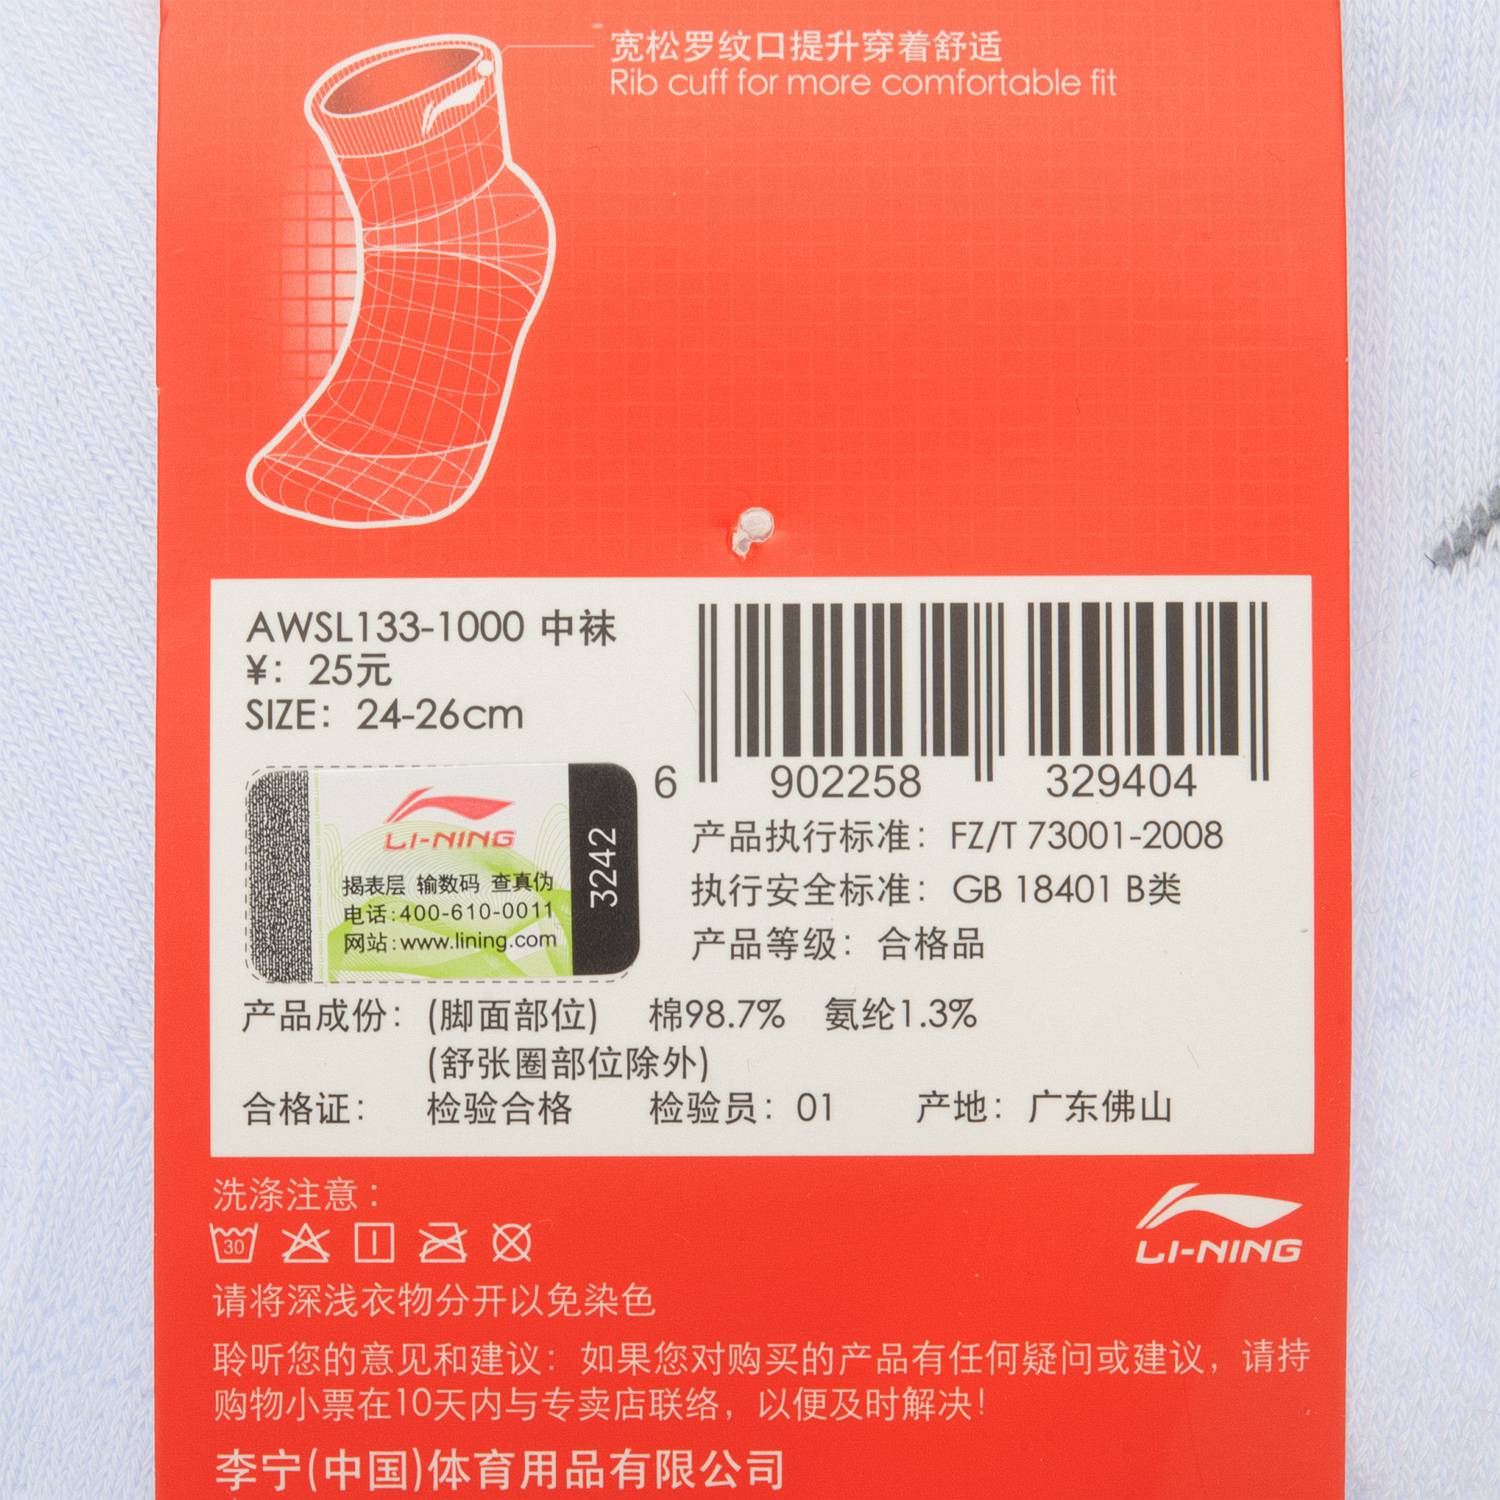 宽松罗纹口提升穿着舒适
Rib cuff for more comfortable fit
AWSL133-1000 中袜
¥：25元
SIZE：24-26cm
6 902258 329404
LI-NING
揭表层 输数码 查真伪
电话:400-610-0011
网站:www.lining.com
3242
产品执行标准：FZ/T 73001-2008
执行安全标准：GB 18401 B类
产品等级：合格品
产品成份：(脚面部位) 棉98.7% 氨纶1.3%
(舒张圈部位除外)
合格证： 检验合格 检验员：01 产地：广东佛山
洗涤注意：
30
LI-NING
请将深浅衣物分开以免染色
聆听您的意见和建议：如果您对购买的产品有任何疑问或建议，请持
购物小票在10天内与专卖店联络，以便及时解决！
李宁(中国)体育用品有限公司